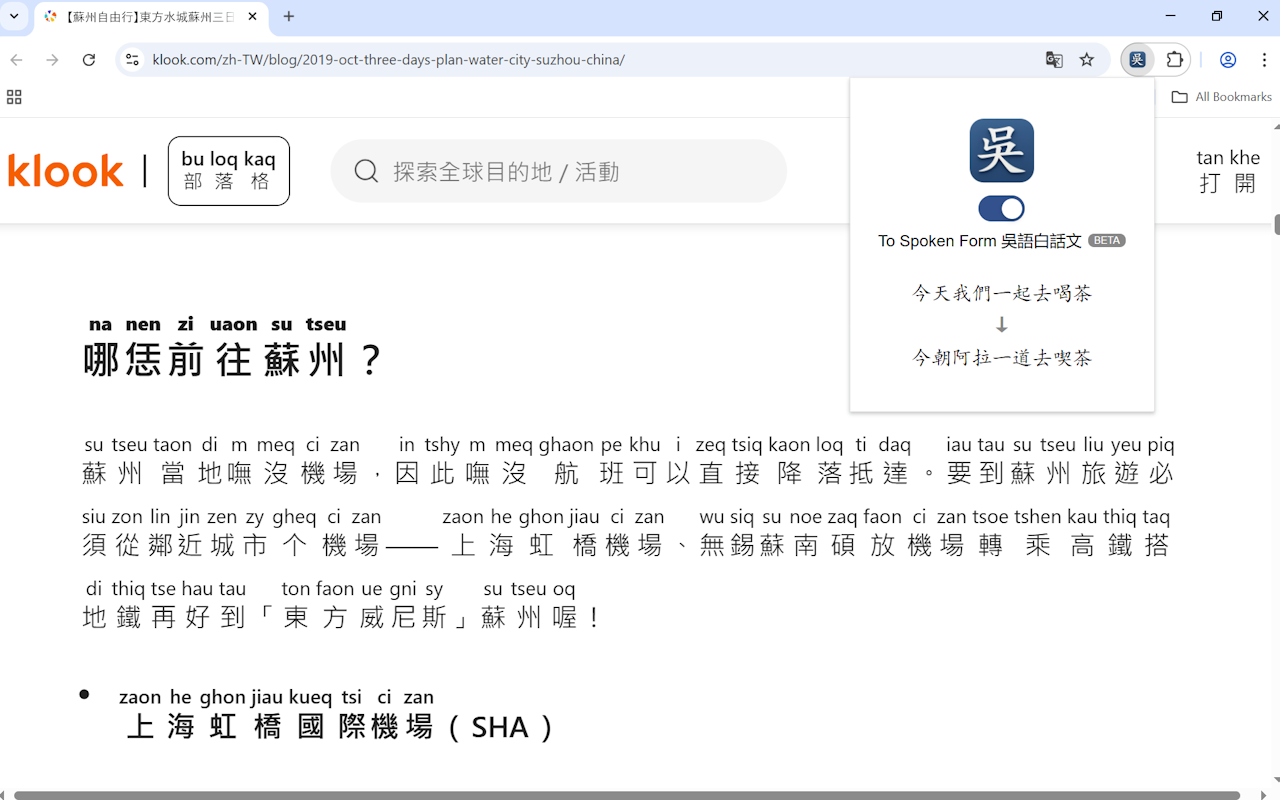 【蘇州自由行】東方水城蘇州三日
klook.com/zh-TW/blog/2019-oct-three-days-plan-water-city-suzhou-china/
吳
All Bookmarks
klook
bu loq kaq
部 落 格
探索全球目的地 / 活動
tan khe
打 開
吳
To Spoken Form 吳語白話文 BETA
今天我們一起去喝茶
↓
今朝阿拉一道去喫茶
na nen zi uaon su tseu
哪恁前往蘇州？
su tseu taon di m meq ci zan in tshy m meq ghaon pe khu i zeq tsiq kaon loq ti daq iau tau su tseu liu yeu piq
蘇州當地嘸沒機場，因此嘸沒航班可以直接降落抵達。要到蘇州旅遊必
siu zon lin jin zen zy gheq ci zan zaon he ghon jiau ci zan wu siq su noe zaq faon ci zan tsoe tshen kau thiq taq
須從鄰近城市个機場——上海虹橋機場、無錫蘇南碩放機場轉乘高鐵搭
di thiq tse hau tau ton faon ue gni sy su tseu oq
地鐵再好到「東方威尼斯」蘇州喔！
zaon he ghon jiau kueq tsi ci zan
• 上海虹橋國際機場（SHA）